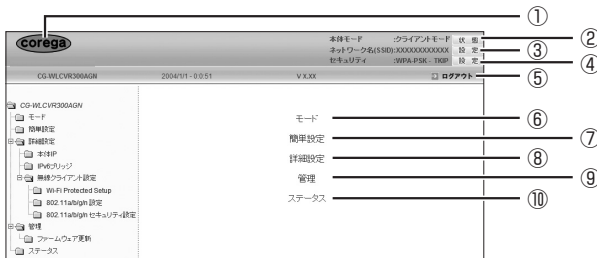 ①
corega
本体モード :クライアントモード 状態 ②
ネットワーク名(SSID):XXXXXXXXXXXX 設定 ③
セキュリティ :WPA-PSK - TKIP 設定 ④
CG-WLCVR300AGN 2004/1/1 - 0:0:51 V X.XX ログアウト ⑤
CG-WLCVR300AGN
モード
簡単設定
詳細設定
本体IP
IPv6ブリッジ
無線クライアント設定
Wi-Fi Protected Setup
802.11a/b/g/n 設定
802.11a/b/g/n セキュリティ設定
管理
ファームウェア更新
ステータス
モード ⑥
簡単設定 ⑦
詳細設定 ⑧
管理 ⑨
ステータス ⑩